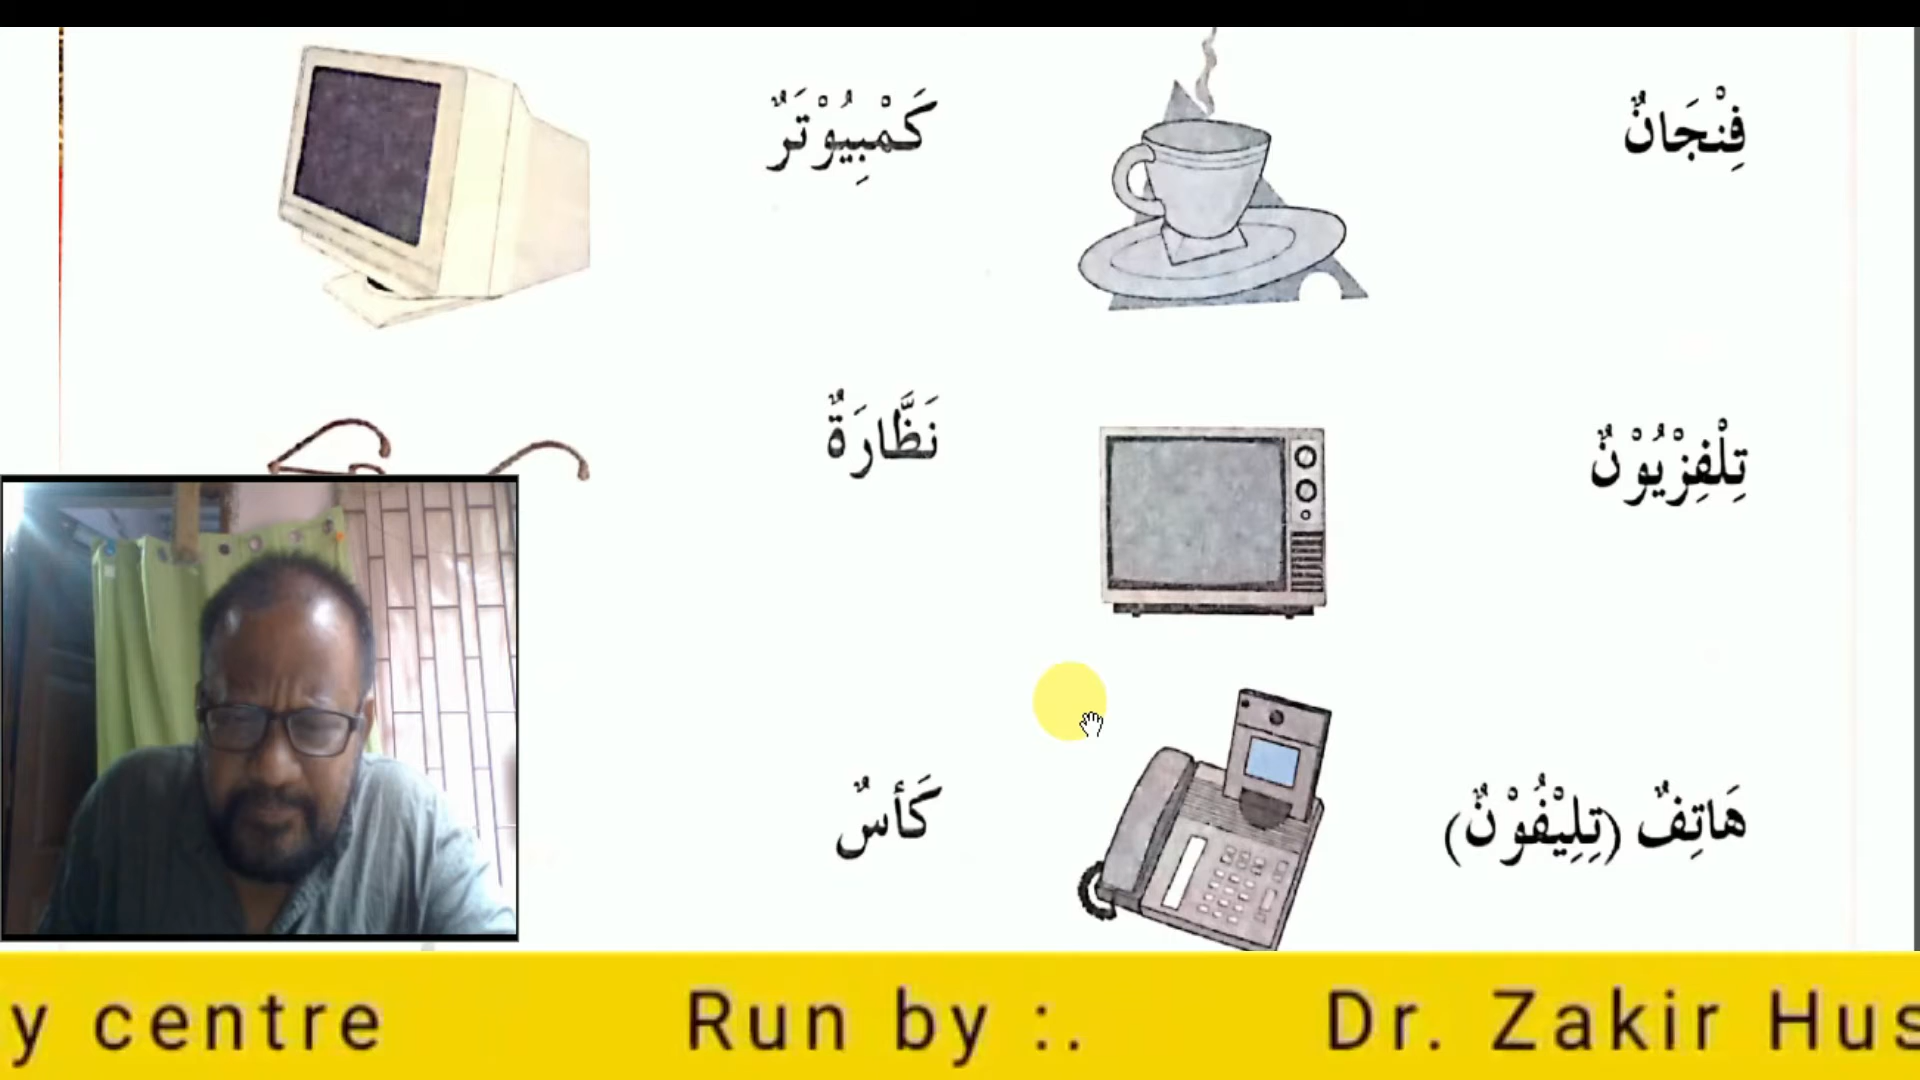 فِنْجَانٌ
كَمْبِيُوْتَرٌ
تِلْفِزْيُوْنٌ
نَظَّارَةٌ
هَاتِفٌ (تِلِيْفُوْنٌ)
كَأسٌ
y centre Run by :. Dr. Zakir Hus